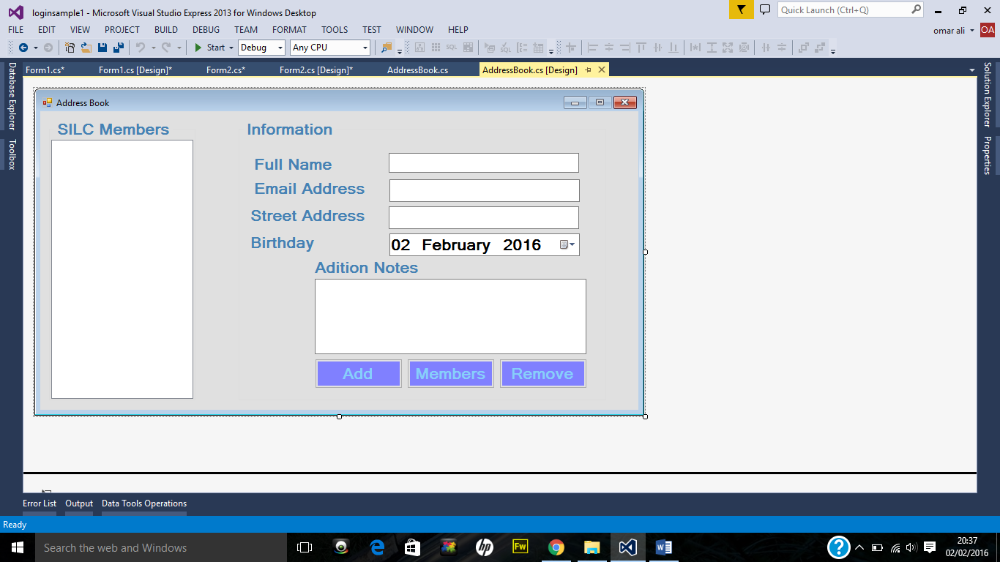 loginsample1 - Microsoft Visual Studio Express 2013 for Windows Desktop
Quick Launch (Ctrl+Q)
FILE EDIT VIEW PROJECT BUILD DEBUG TEAM FORMAT TOOLS TEST WINDOW HELP
omar ali OA
Start Debug Any CPU
SQL SQL
Form1.cs* Form1.cs [Design]* Form2.cs* Form2.cs [Design]* AddressBook.cs AddressBook.cs [Design]
Database Explorer
Toolbox
Solution Explorer
Properties
Address Book
SILC Members
Information
Full Name
Email Address
Street Address
Birthday
02 February 2016
Adition Notes
Add Members Remove
Error List Output Data Tools Operations
Ready
Search the web and Windows
hp
Fw
20:37
02/02/2016